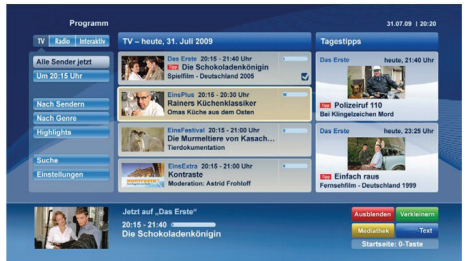 Programm
31.07.09 | 20:20
TV Radio Interaktiv
Alle Sender jetzt
Um 20:15 Uhr
Nach Sendern
Nach Genre
Highlights
Suche
Einstellungen
TV – heute, 31. Juli 2009
Das Erste 20:15 - 21:40 Uhr
Tipp Die Schokoladenkönigin
Spielfilm - Deutschland 2005
EinsPlus 20:15 - 20:30 Uhr
Rainers Küchenklassiker
Omas Küche aus dem Osten
EinsFestival 20:15 - 21:00 Uhr
Die Murmeltiere von Kasach...
Tierdokumentation
EinsExtra 20:15 - 21:00 Uhr
Kontraste
Moderation: Astrid Frohloff
Tagestipps
Das Erste heute, 21:40 Uhr
Tipp Polizeiruf 110
Bei Klingelzeichen Mord
Das Erste heute, 23:25 Uhr
Tipp Einfach raus
Fernsehfilm - Deutschland 1999
Jetzt auf „Das Erste"
20:15 - 21:40
Die Schokoladenkönigin
Ausblenden Verkleinern
Mediathek Text
Startseite: 0-Taste